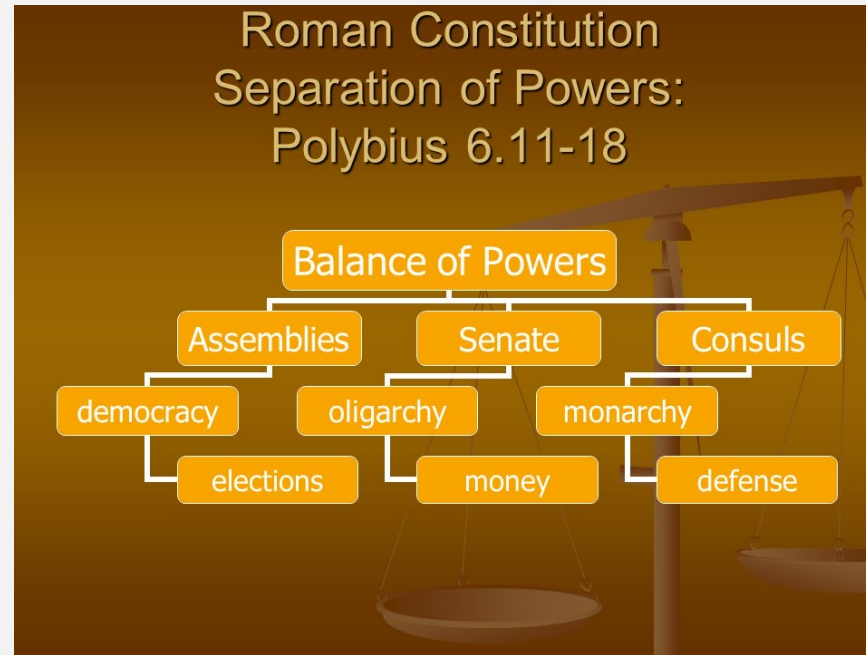 Roman Constitution
Separation of Powers:
Polybius 6.11-18
Balance of Powers
Assemblies
Senate
Consuls
democracy
oligarchy
monarchy
elections
money
defense